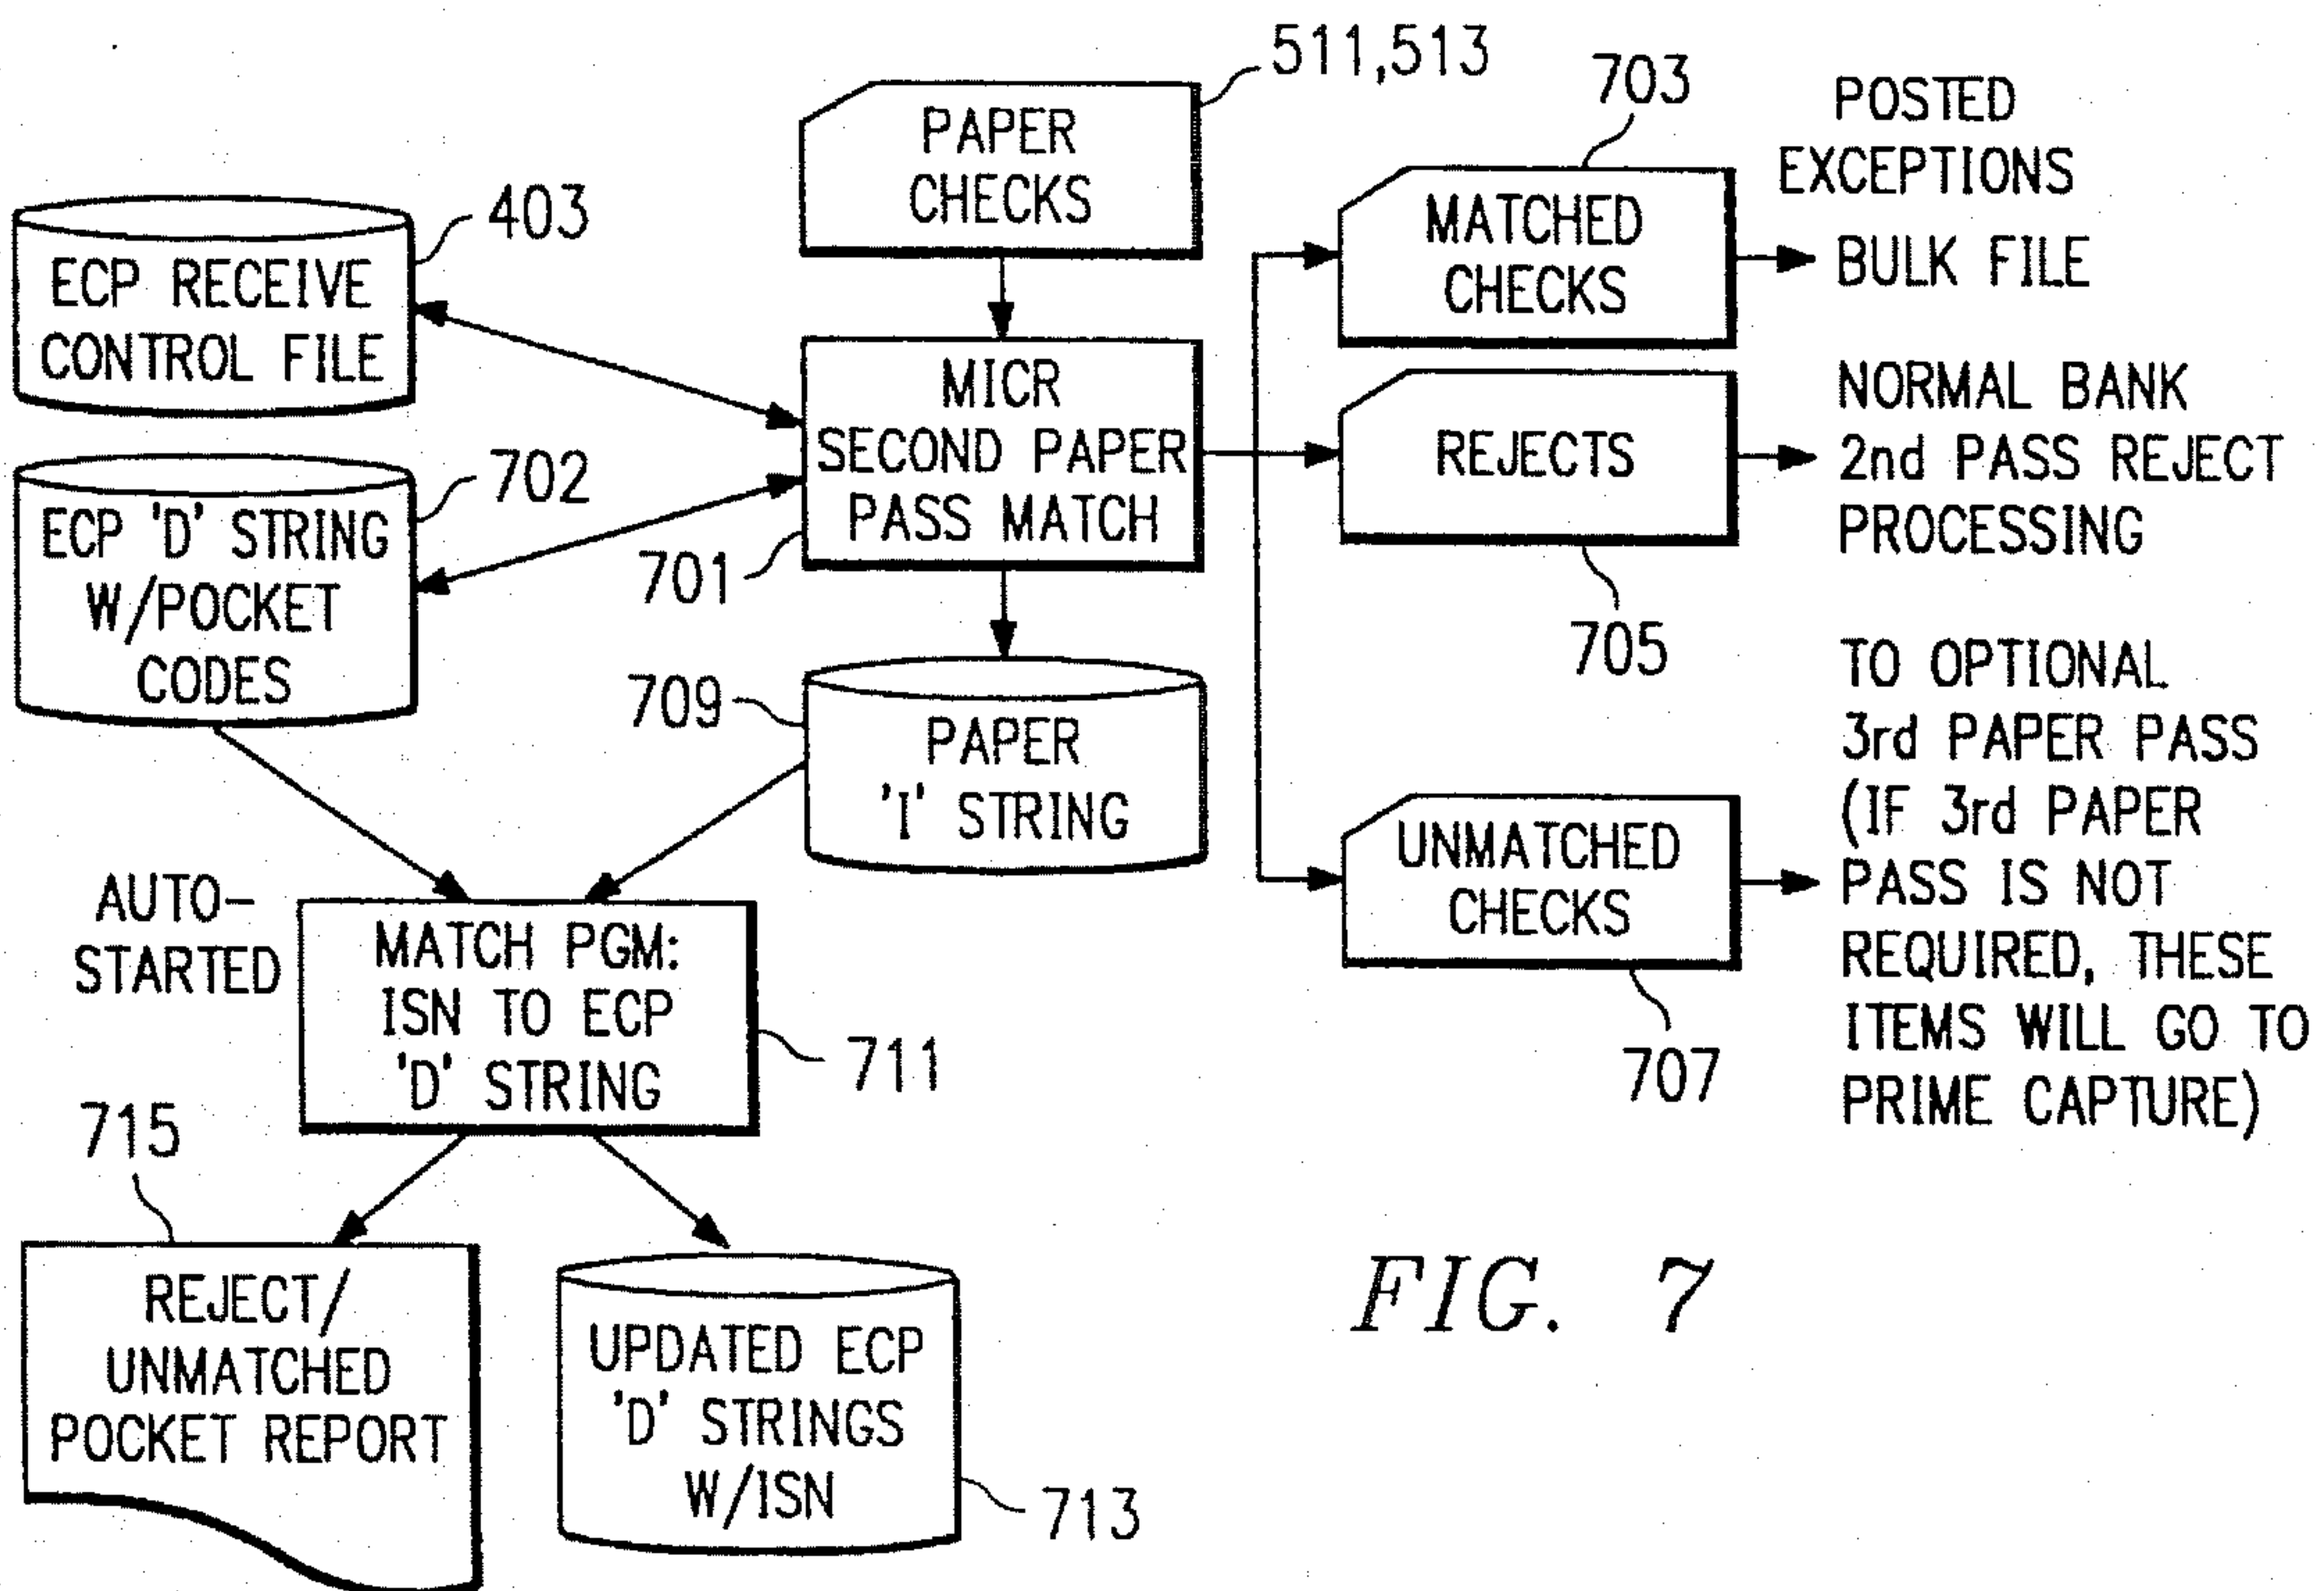 511,513
PAPER
CHECKS
703
MATCHED
CHECKS
POSTED
EXCEPTIONS
BULK FILE
403
ECP RECEIVE
CONTROL FILE
MICR
SECOND PAPER
PASS MATCH
701
REJECTS
705
NORMAL BANK
2nd PASS REJECT
PROCESSING
702
ECP 'D' STRING
W/POCKET
CODES
709
PAPER
'I' STRING
UNMATCHED
CHECKS
707
TO OPTIONAL
3rd PAPER PASS
(IF 3rd PAPER
PASS IS NOT
REQUIRED, THESE
ITEMS WILL GO TO
PRIME CAPTURE)
AUTO-
STARTED
MATCH PGM:
ISN TO ECP
'D' STRING
711
715
REJECT/
UNMATCHED
POCKET REPORT
UPDATED ECP
'D' STRINGS
W/ISN
713
FIG. 7